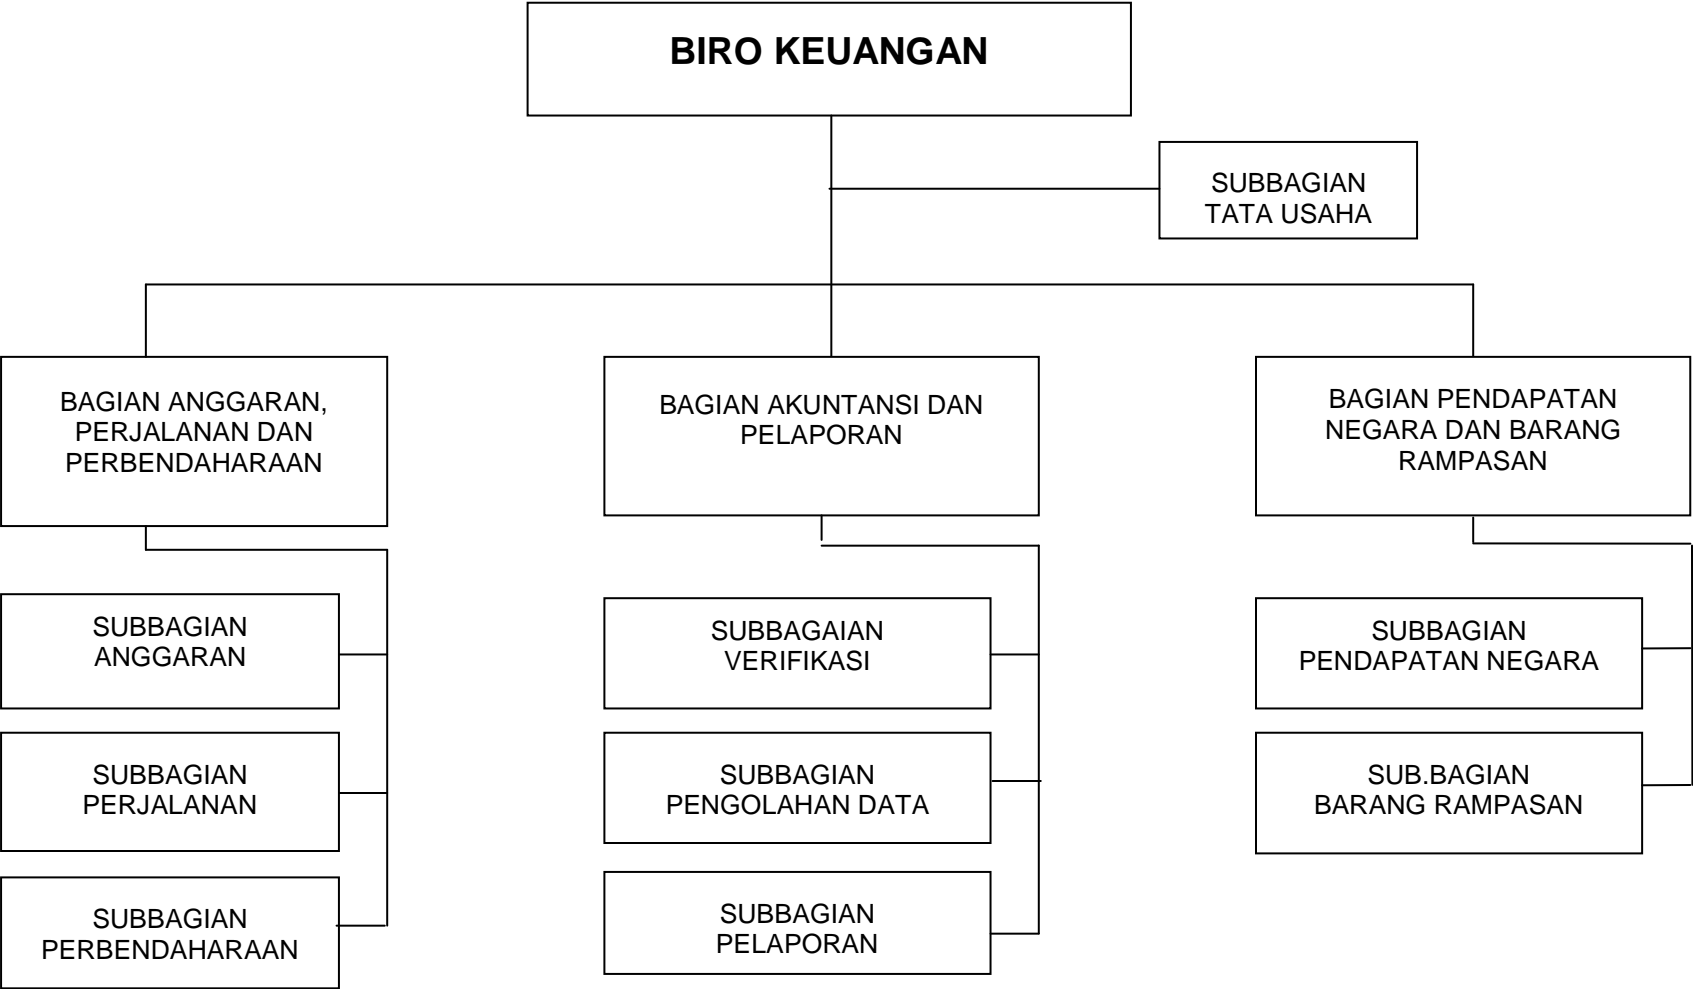 BIRO KEUANGAN
SUBBAGIAN
TATA USAHA
BAGIAN ANGGARAN,
PERJALANAN DAN
PERBENDAHARAAN
BAGIAN AKUNTANSI DAN
PELAPORAN
BAGIAN PENDAPATAN
NEGARA DAN BARANG
RAMPASAN
SUBBAGIAN
ANGGARAN
SUBBAGAIAN
VERIFIKASI
SUBBAGIAN
PENDAPATAN NEGARA
SUBBAGIAN
PERJALANAN
SUBBAGIAN
PENGOLAHAN DATA
SUB.BAGIAN
BARANG RAMPASAN
SUBBAGIAN
PERBENDAHARAAN
SUBBAGIAN
PELAPORAN